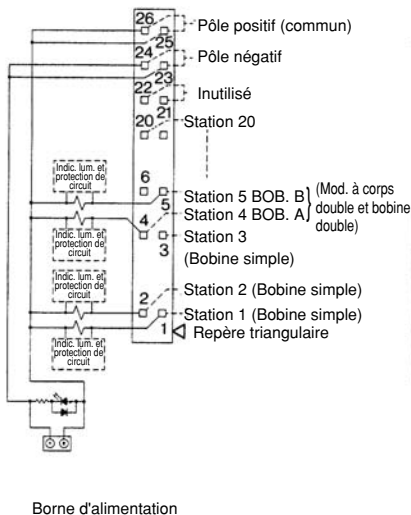 26
Pôle positif (commun)
25
24
Pôle négatif
23
22
Inutilisé
21
20
Station 20
Indic. lum. et
protection de
circuit
6
5
Station 5 BOB. B
Station 4 BOB. A
(Mod. à corps
double et bobine
double)
4
Station 3
3
(Bobine simple)
Indic. lum. et
protection de
circuit
Indic. lum. et
protection de
circuit
2
Station 2 (Bobine simple)
Station 1 (Bobine simple)
1
Repère triangulaire
Indic. lum. et
protection de
circuit
Borne d'alimentation